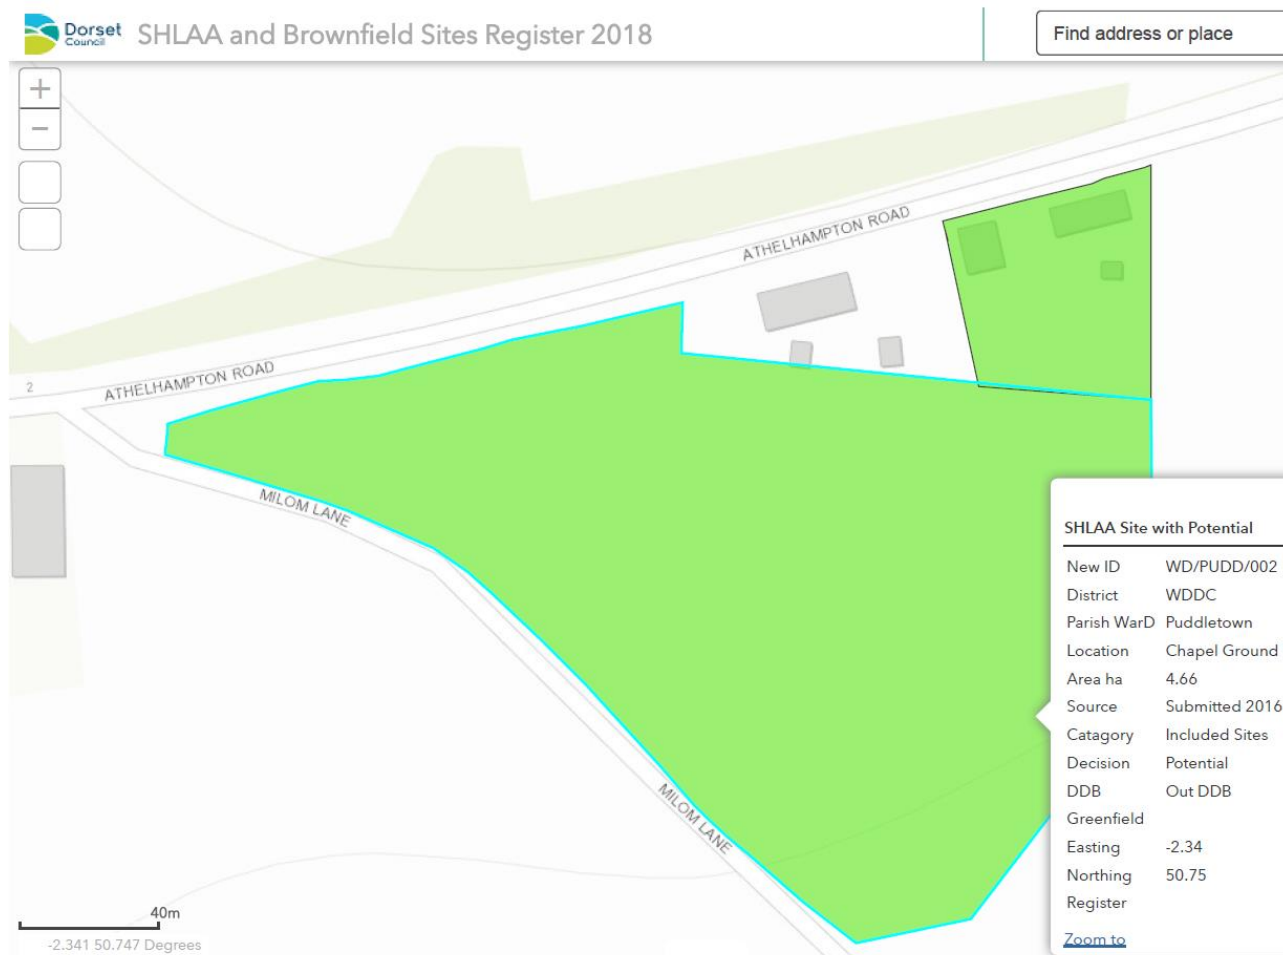 Dorset
Council
SHLAA and Brownfield Sites Register 2018
Find address or place
+
−
ATHELHAMPTON ROAD
2
ATHELHAMPTON ROAD
MILOM LANE
MILOM LANE
SHLAA Site with Potential
New ID WD/PUDD/002
District WDDC
Parish WarD Puddletown
Location Chapel Ground
Area ha 4.66
Source Submitted 2016
Catagory Included Sites
Decision Potential
DDB Out DDB
Greenfield
Easting -2.34
Northing 50.75
Register
Zoom to
40m
-2.341 50.747 Degrees